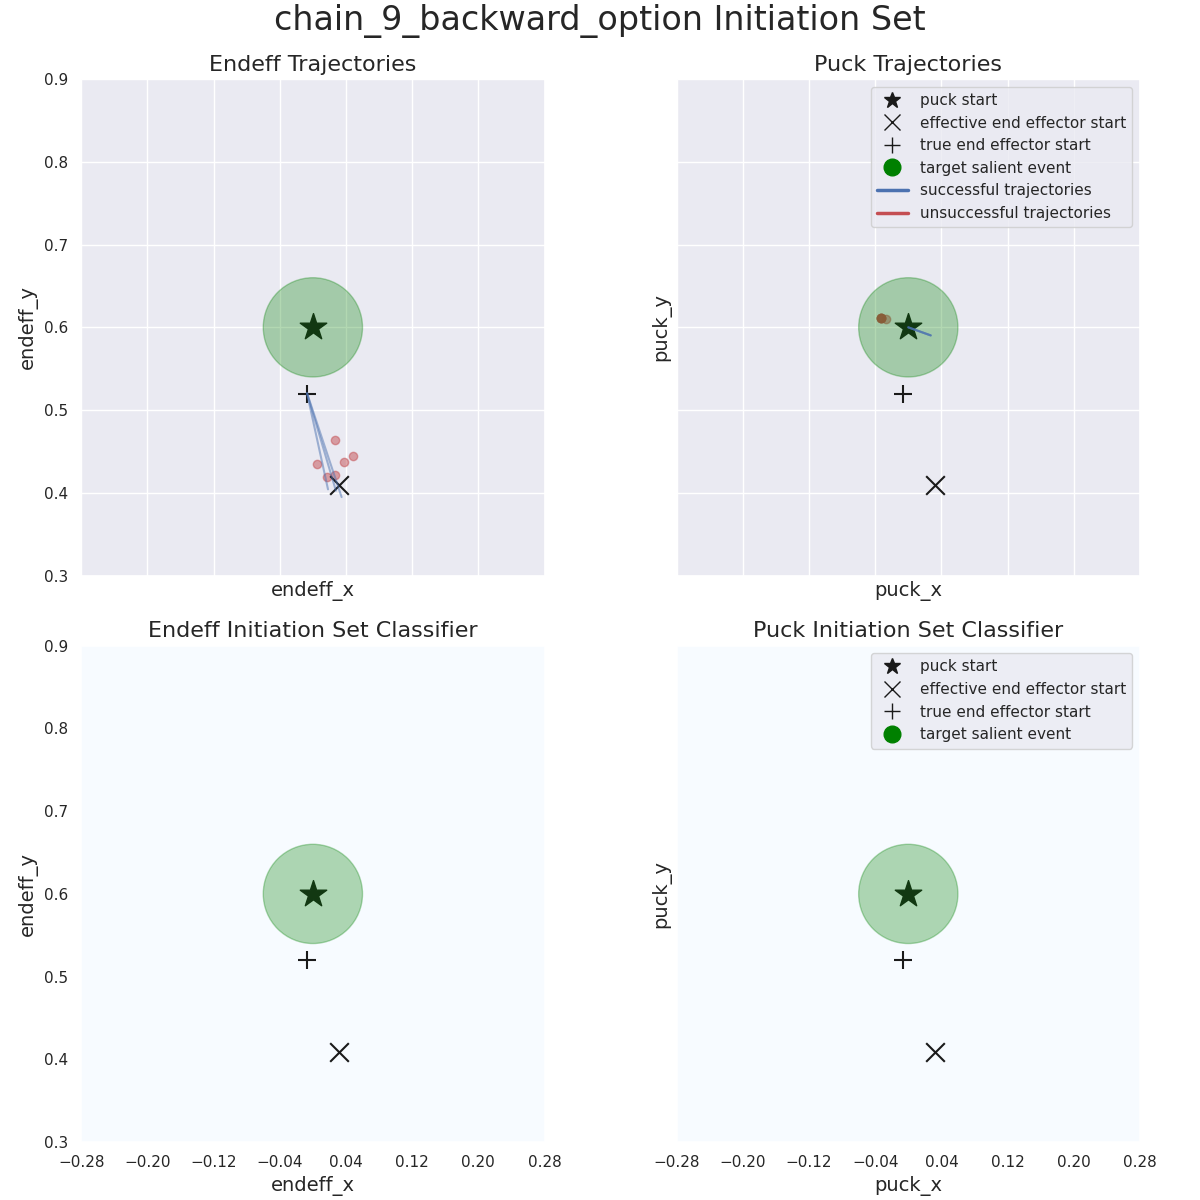 chain_9_backward_option Initiation Set
Endeff Trajectories
0.9
0.8
0.7
0.6
0.5
0.4
0.3
endeff_y
endeff_x
Puck Trajectories
puck start
effective end effector start
true end effector start
target salient event
successful trajectories
unsuccessful trajectories
puck_y
puck_x
Endeff Initiation Set Classifier
0.9
0.8
0.7
0.6
0.5
0.4
0.3
endeff_y
−0.28 −0.20 −0.12 −0.04 0.04 0.12 0.20 0.28
endeff_x
Puck Initiation Set Classifier
puck start
effective end effector start
true end effector start
target salient event
puck_y
−0.28 −0.20 −0.12 −0.04 0.04 0.12 0.20 0.28
puck_x